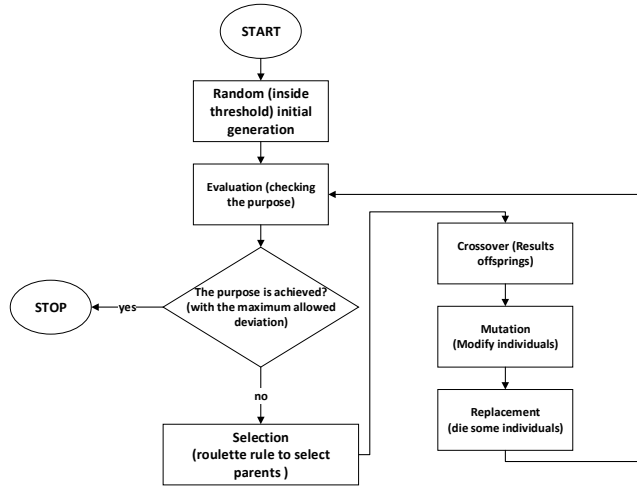 START
Random (inside
threshold) initial
generation
Evaluation (checking
the purpose)
The purpose is achieved?
(with the maximum allowed
deviation)
yes
STOP
no
Selection
(roulette rule to select
parents )
Crossover (Results
offsprings)
Mutation
(Modify individuals)
Replacement
(die some individuals)